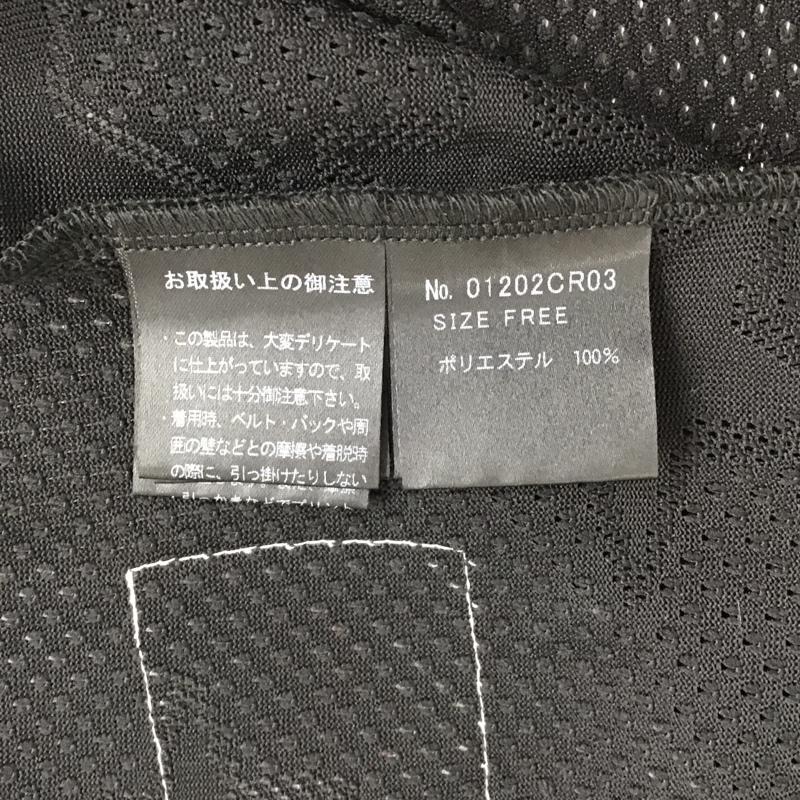 お取扱い上の御注意
・この製品は、大変デリケート
に仕上がっていますので、取
扱いには十分御注意下さい。
・着用時、ベルト・バックや周
囲の壁などとの摩擦や着脱時
の際に、引っ掛けたりしない
No. 01202CR03
SIZE FREE
ポリエステル 100%